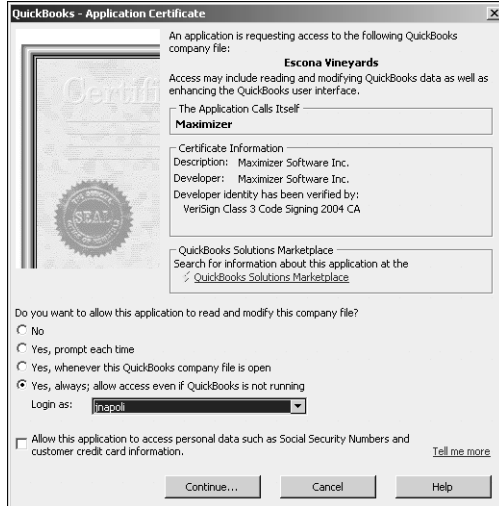 QuickBooks - Application Certificate
An application is requesting access to the following QuickBooks
company file:
Escona Vineyards
Access may include reading and modifying QuickBooks data as well as
enhancing the QuickBooks user interface.
The Application Calls Itself
Maximizer
Certificate Information
Description: Maximizer Software Inc.
Developer: Maximizer Software Inc.
Developer identity has been verified by:
VeriSign Class 3 Code Signing 2004 CA
QuickBooks Solutions Marketplace
Search for information about this application at the
QuickBooks Solutions Marketplace
Certifi
SEAL
Do you want to allow this application to read and modify this company file?
No
Yes, prompt each time
Yes, whenever this QuickBooks company file is open
Yes, always; allow access even if QuickBooks is not running
Login as: jnapoli
Allow this application to access personal data such as Social Security Numbers and
customer credit card information.
Tell me more
Continue...
Cancel
Help